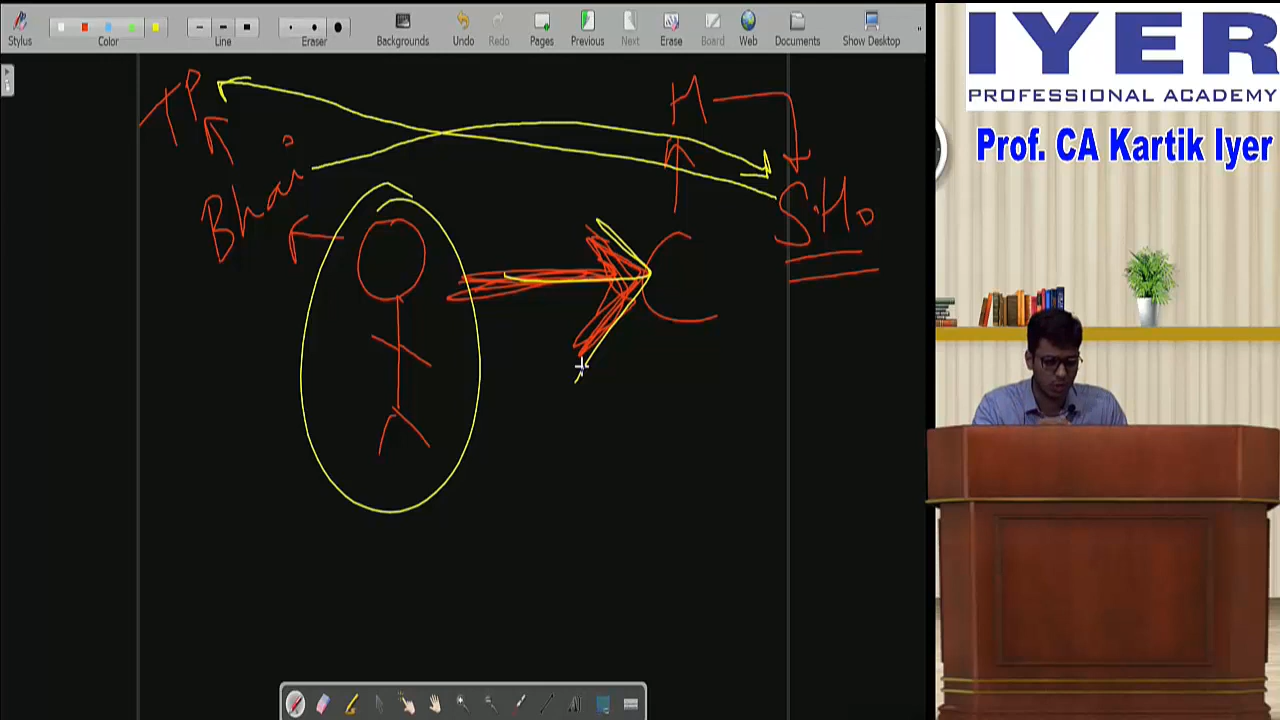 Stylus
Color
Line
Eraser
Backgrounds
Undo
Redo
Pages
Previous
Next
Erase
Board
Web
Documents
Show Desktop
IYER
PROFESSIONAL ACADEMY
Prof. CA Kartik Iyer
TP
M
Bhai
S.H
C